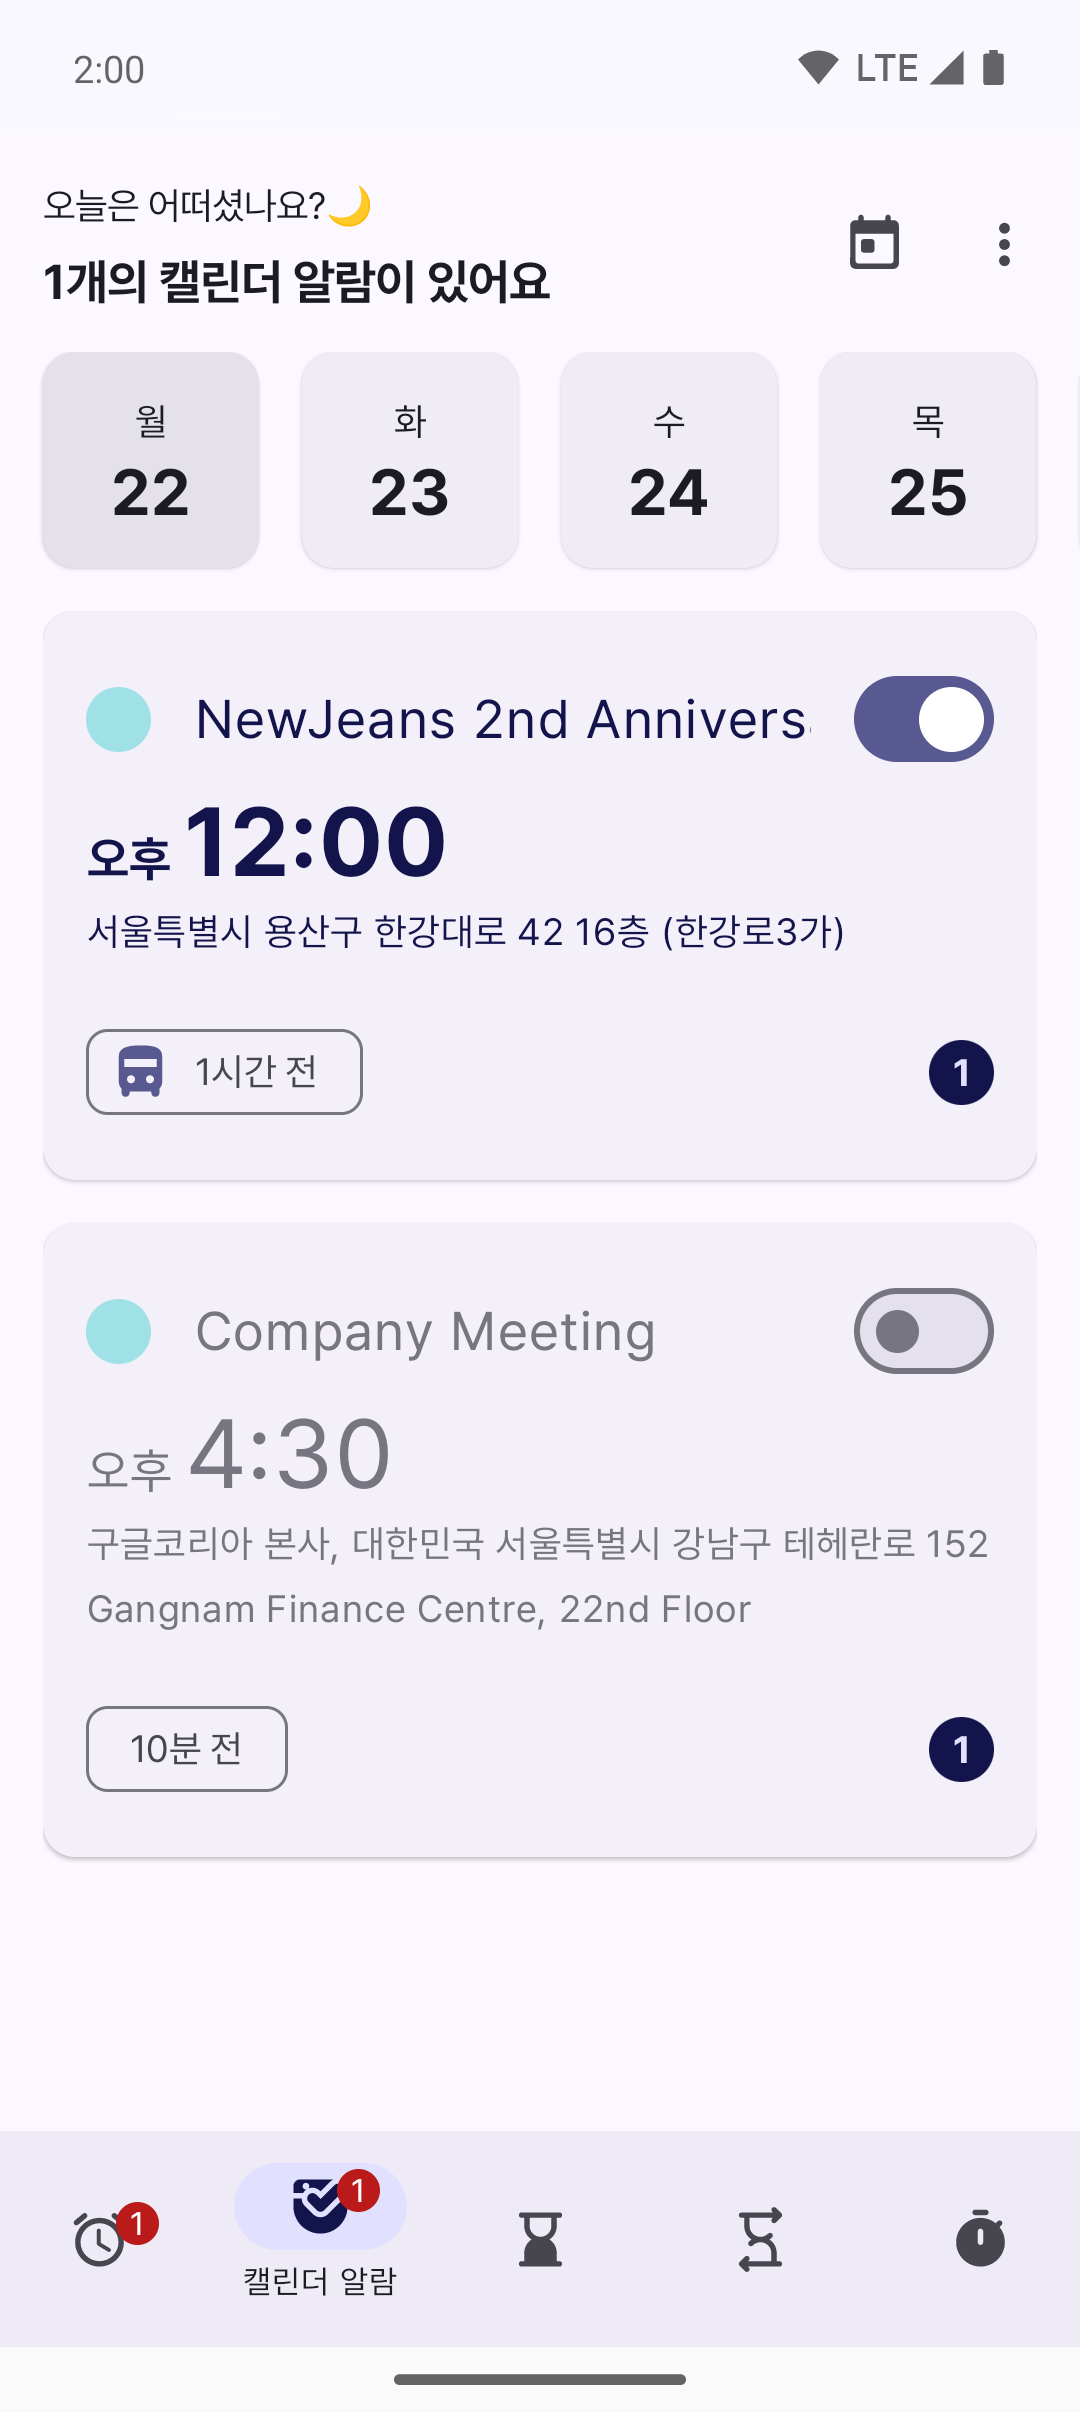 2:00 LTE
오늘은 어떠셨나요?🌙
1개의 캘린더 알람이 있어요
월 화 수 목
22 23 24 25
NewJeans 2nd Annivers
오후 12:00
서울특별시 용산구 한강대로 42 16층 (한강로3가)
1시간 전 1
Company Meeting
오후 4:30
구글코리아 본사, 대한민국 서울특별시 강남구 테헤란로 152
Gangnam Finance Centre, 22nd Floor
10분 전 1
1 1
캘린더 알람